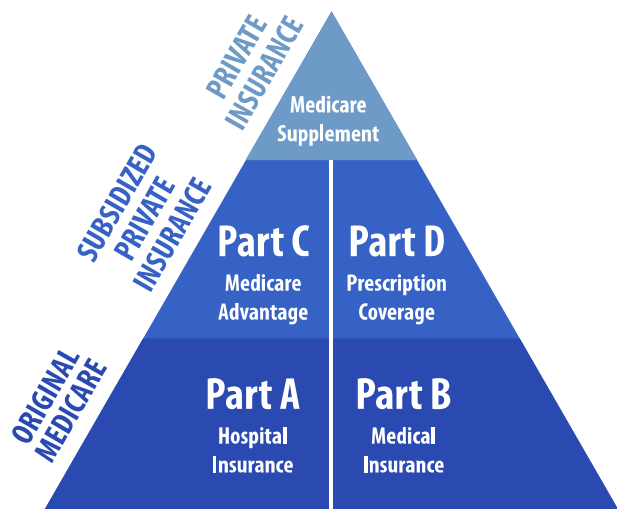 PRIVATE
INSURANCE
Medicare
Supplement
SUBSIDIZED
PRIVATE
INSURANCE
Part C
Medicare
Advantage
Part D
Prescription
Coverage
ORIGINAL
MEDICARE
Part A
Hospital
Insurance
Part B
Medical
Insurance